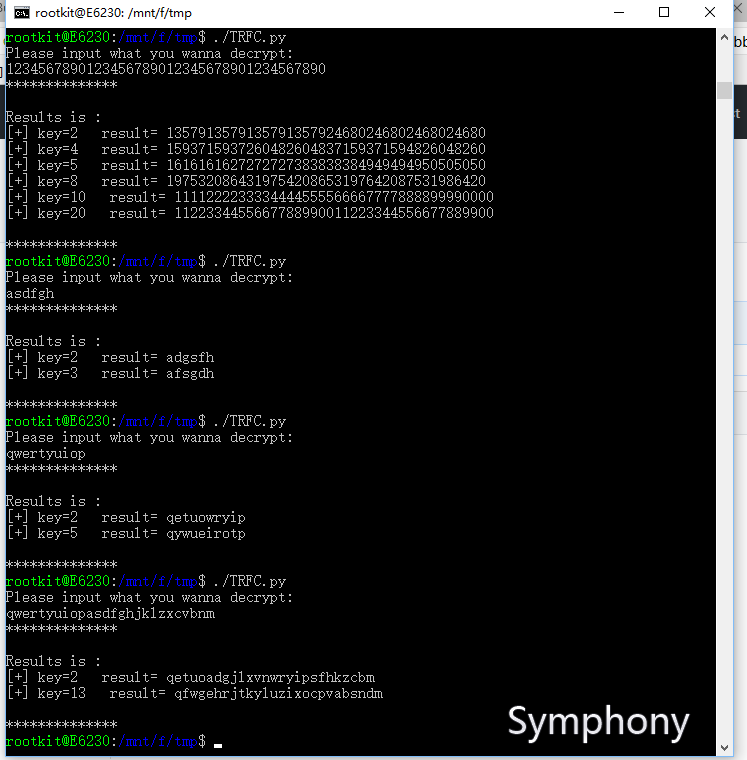 rootkit@E6230: /mnt/f/tmp
rootkit@E6230:/mnt/f/tmp$ ./TRFC.py
Please input what you wanna decrypt:
1234567890123456789012345678901234567890
**************
Results is :
[+] key=2   result= 1357913579135791357924680246802468024680
[+] key=4   result= 1593715937260482604837159371594826048260
[+] key=5   result= 1616161627272727383838384949494950505050
[+] key=8   result= 1975320864319754208653197642087531986420
[+] key=10   result= 1111222233334444555566667777888899990000
[+] key=20   result= 1122334455667788990011223344556677889900
**************
rootkit@E6230:/mnt/f/tmp$ ./TRFC.py
Please input what you wanna decrypt:
asdfgh
**************
Results is :
[+] key=2   result= adgsfh
[+] key=3   result= afsgdh
**************
rootkit@E6230:/mnt/f/tmp$ ./TRFC.py
Please input what you wanna decrypt:
qwertyuiop
**************
Results is :
[+] key=2   result= qetuowryip
[+] key=5   result= qywueirotp
**************
rootkit@E6230:/mnt/f/tmp$ ./TRFC.py
Please input what you wanna decrypt:
qwertyuiopasdfghjklzxcvbnm
**************
Results is :
[+] key=2   result= qetuoadgjlxvnwryipsfhkzcbm
[+] key=13   result= qfwgehrjtkyluzixocpvabsndm
**************
rootkit@E6230:/mnt/f/tmp$
Symphony